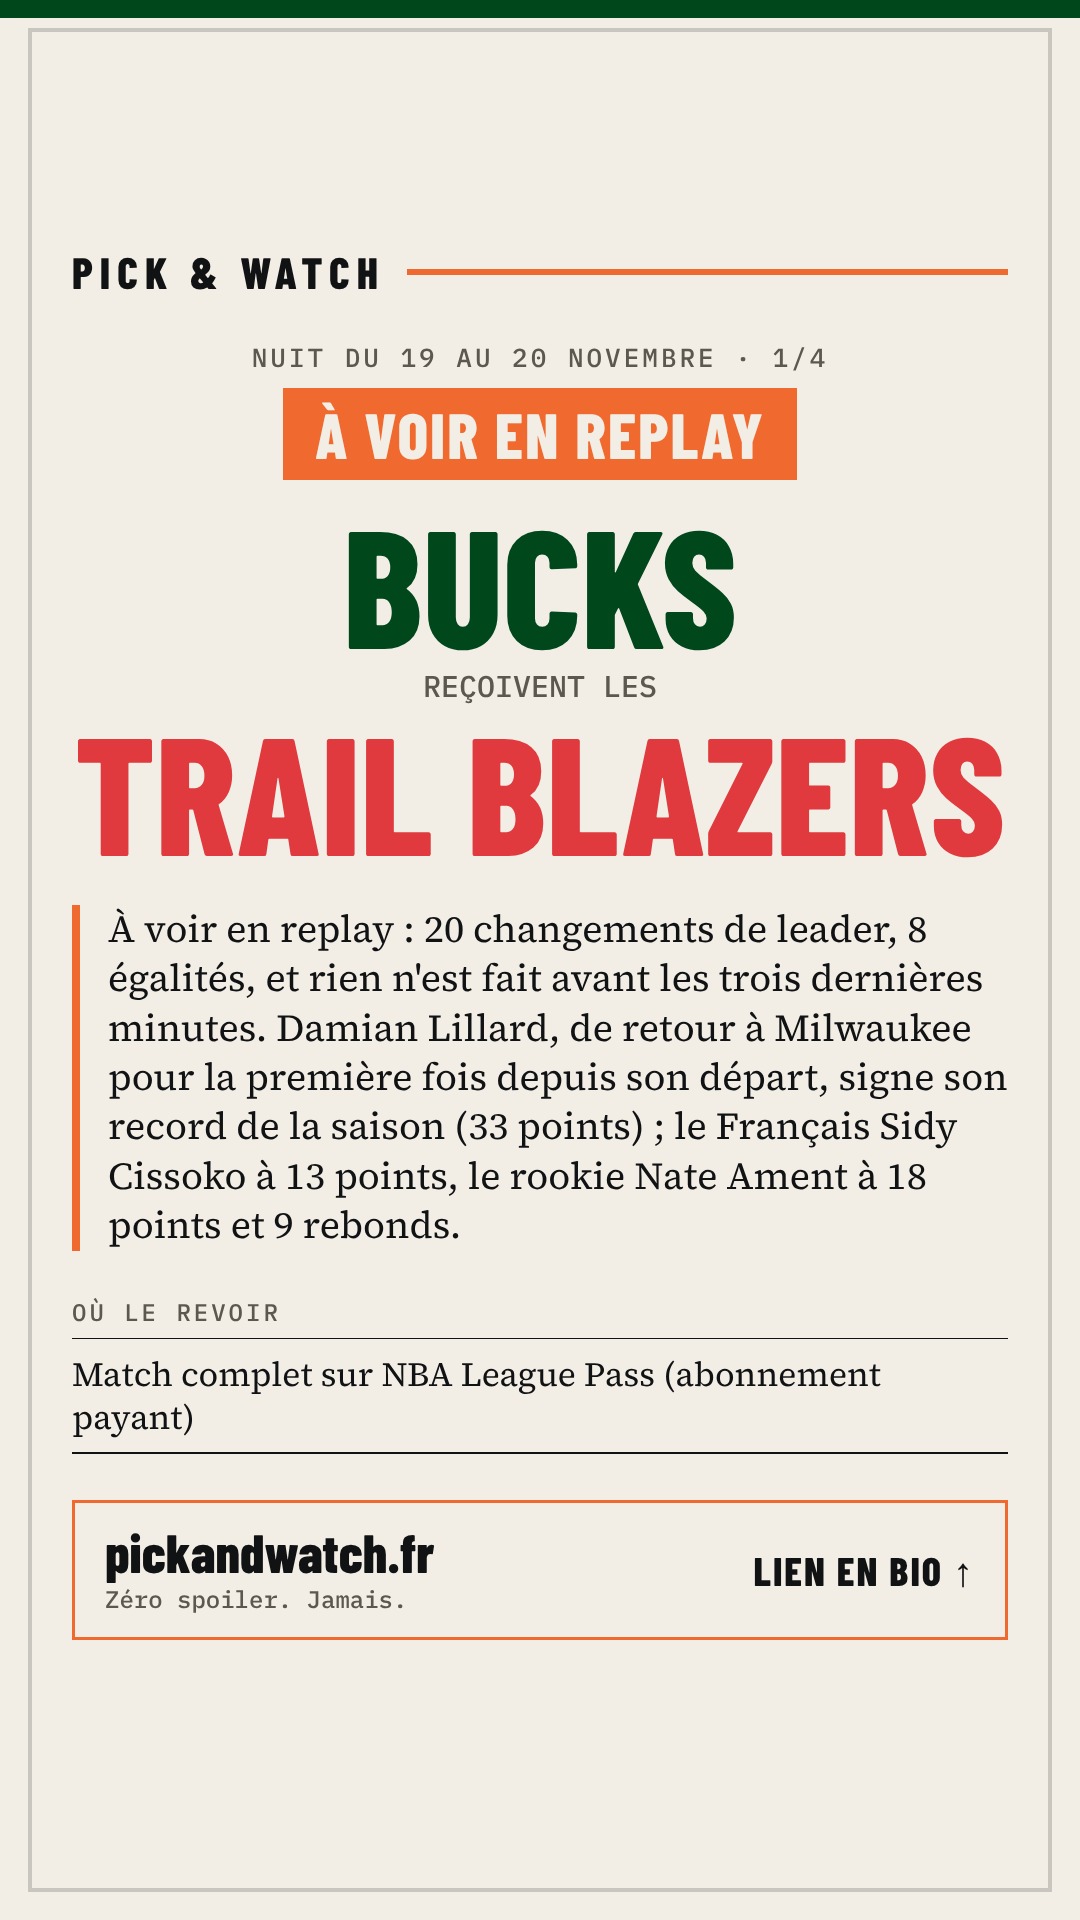 PICK & WATCH
NUIT DU 19 AU 20 NOVEMBRE · 1/4
À VOIR EN REPLAY
BUCKS
REÇOIVENT LES
TRAIL BLAZERS
À voir en replay : 20 changements de leader, 8
égalités, et rien n'est fait avant les trois dernières
minutes. Damian Lillard, de retour à Milwaukee
pour la première fois depuis son départ, signe son
record de la saison (33 points) ; le Français Sidy
Cissoko à 13 points, le rookie Nate Ament à 18
points et 9 rebonds.
OÙ LE REVOIR
Match complet sur NBA League Pass (abonnement
payant)
pickandwatch.fr
Zéro spoiler. Jamais.
LIEN EN BIO ↑